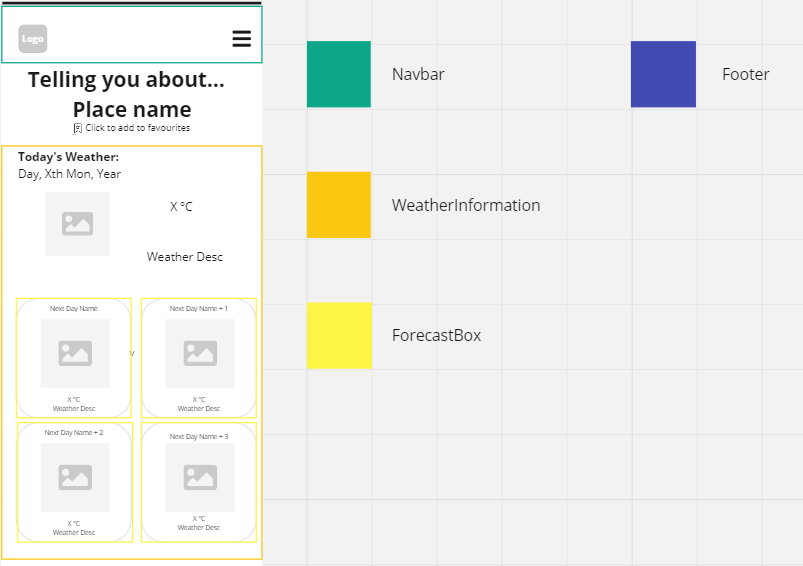 Logo
Telling you about...
Place name
Click to add to favourites
Today's Weather:
Day, Xth Mon, Year
X °C
Weather Desc
Next Day Name
X °C
Weather Desc
v
Next Day Name + 1
X °C
Weather Desc
Next Day Name + 2
X °C
Weather Desc
Next Day Name + 3
X °C
Weather Desc
Navbar
Footer
WeatherInformation
ForecastBox